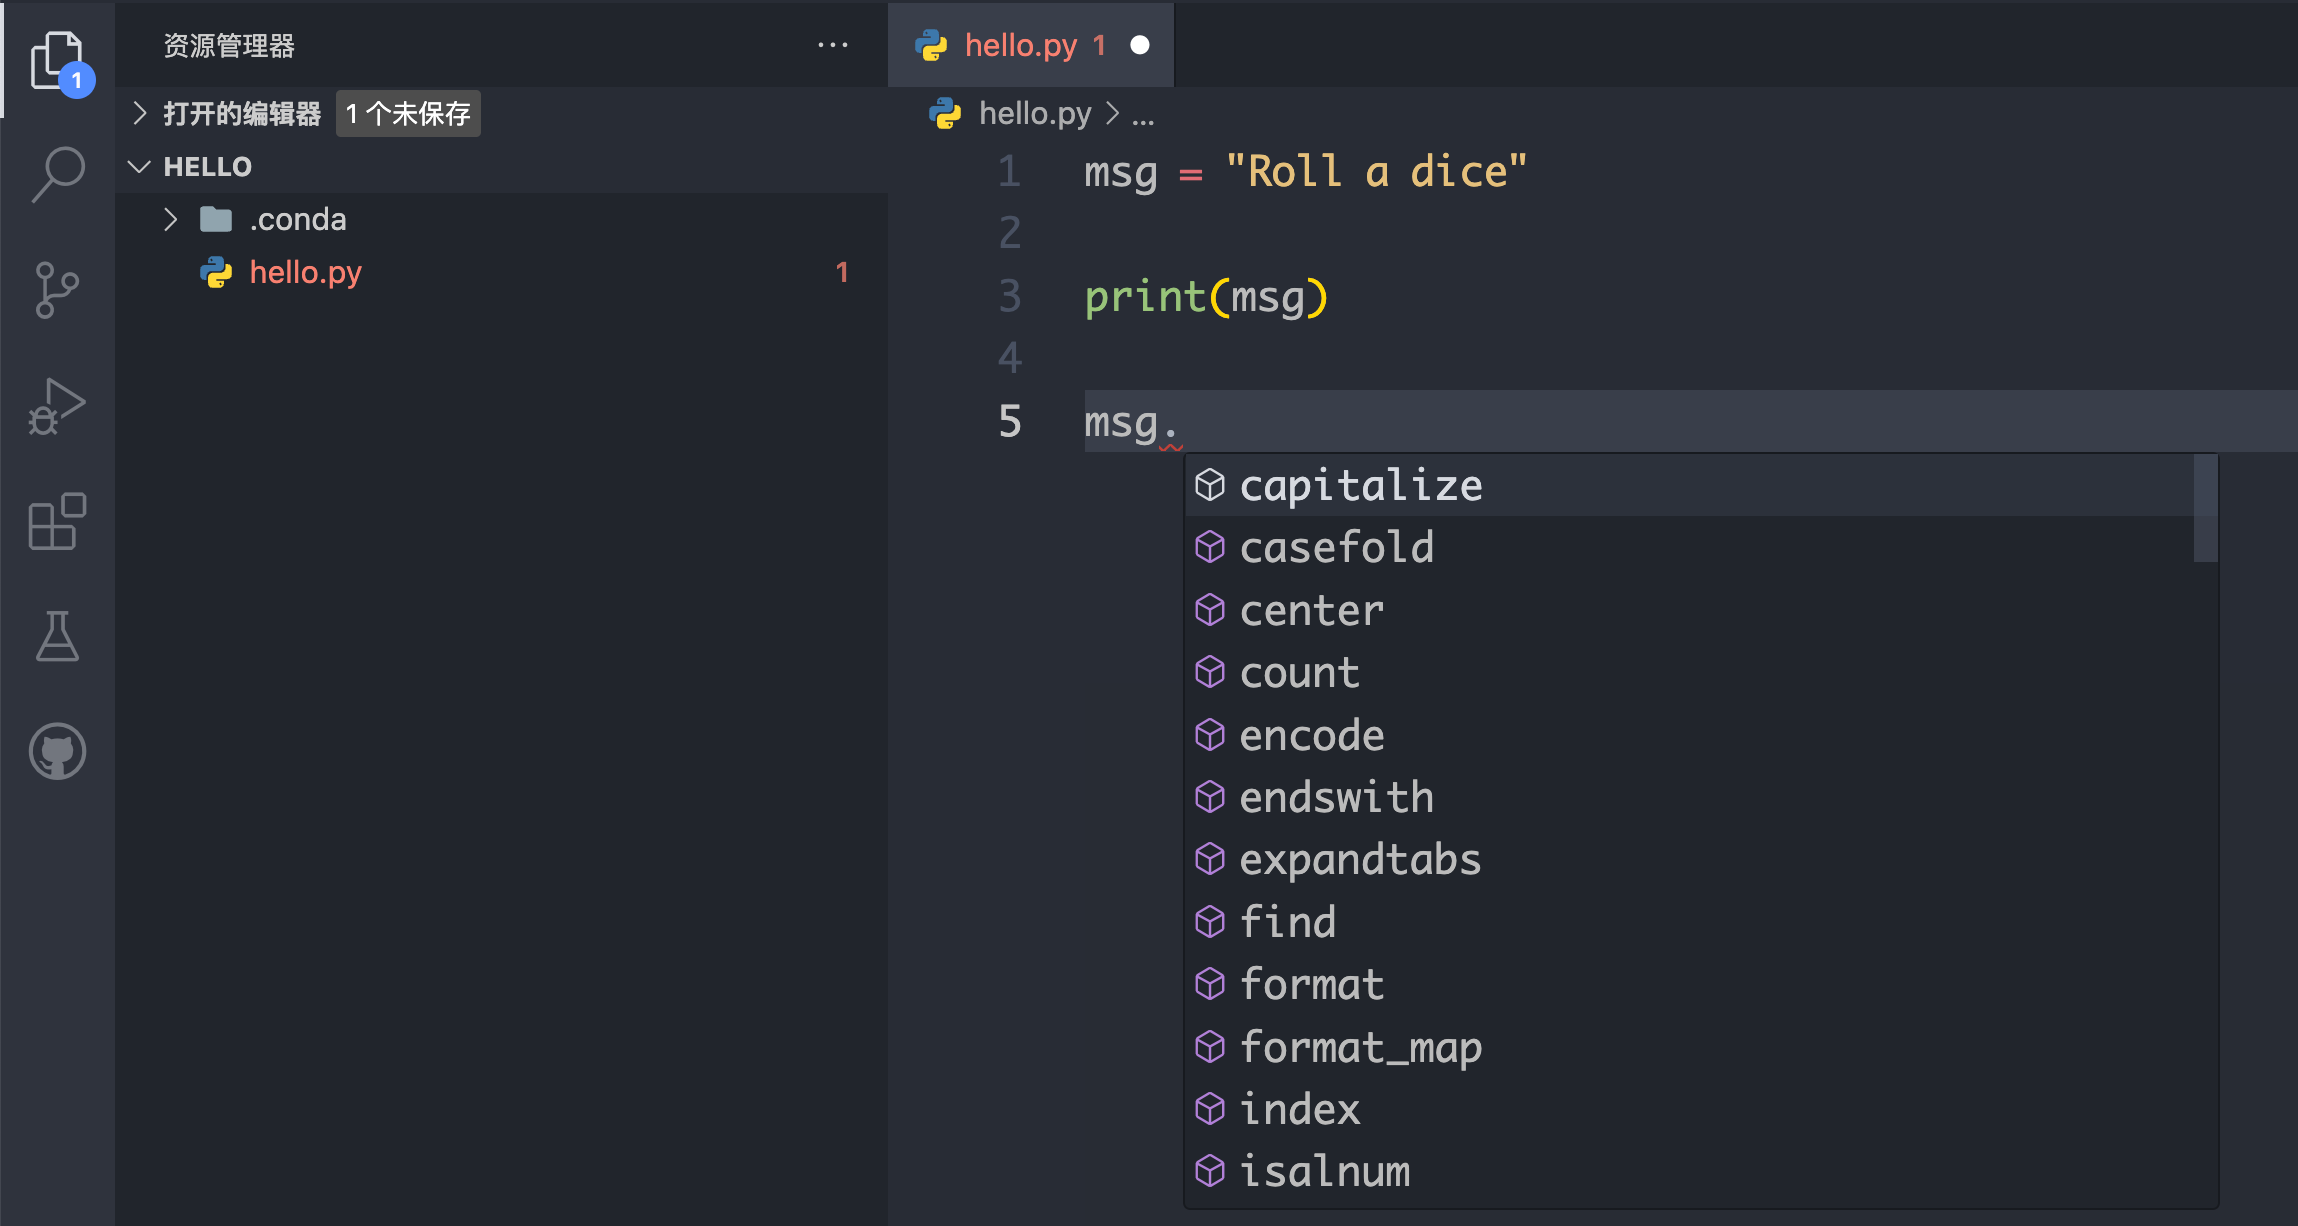 资源管理器
1
打开的编辑器 1 个未保存
HELLO
.conda
hello.py 1
hello.py 1
hello.py > ...
1 msg = "Roll a dice"
2
3 print(msg)
4
5 msg.
capitalize
casefold
center
count
encode
endswith
expandtabs
find
format
format_map
index
isalnum